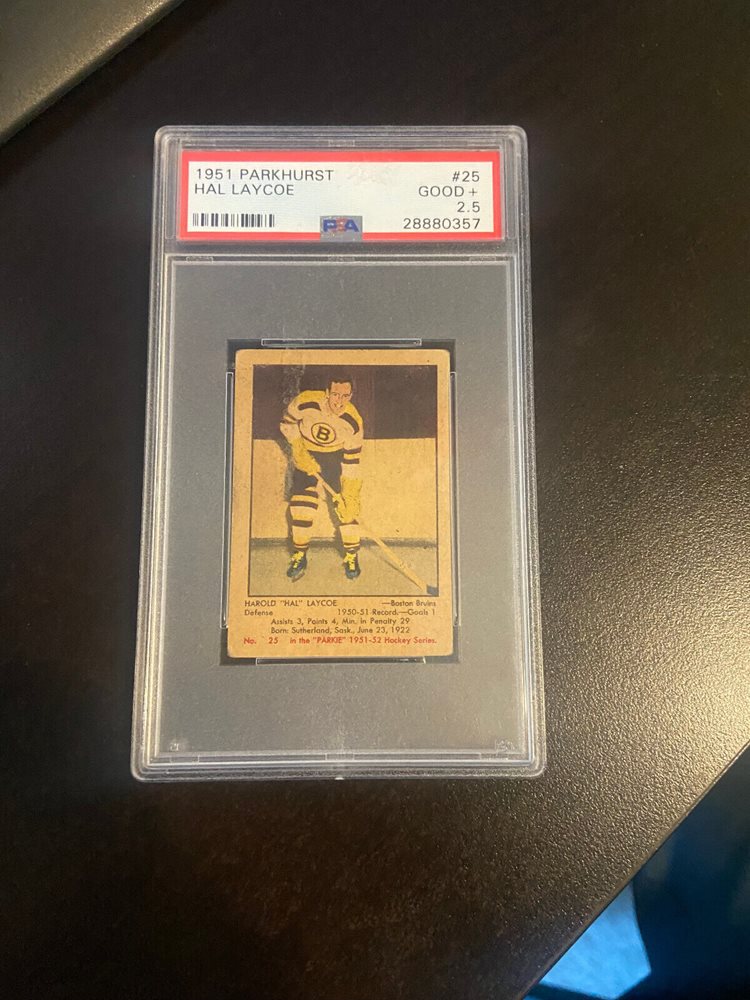 1951 PARKHURST #25
HAL LAYCOE GOOD +
2.5
PSA 28880357
B
HAROLD "HAL" LAYCOE —Boston Bruins
Defense 1950-51 Record.—Goals 1
Assists 3, Points 4, Min. in Penalty 29
Born: Sutherland, Sask., June 23, 1922
No. 25 in the "PARKIE" 1951-52 Hockey Series.